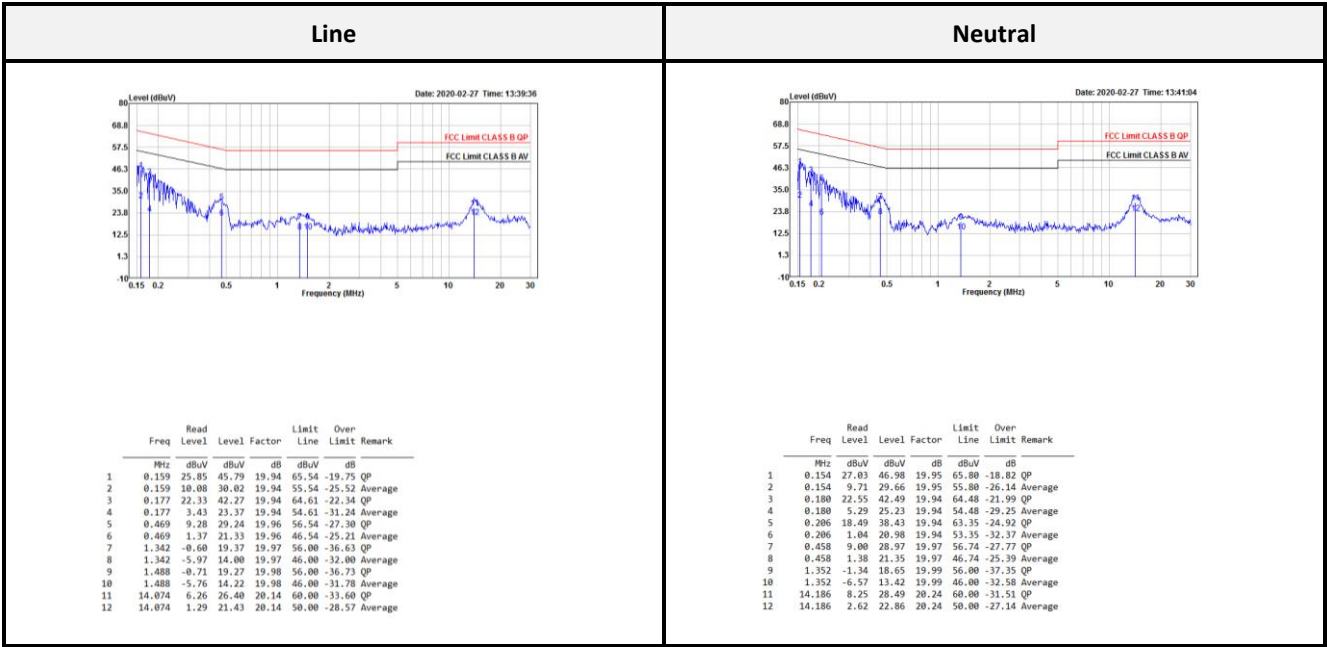 Line
Neutral
Date: 2020-02-27 Time: 13:39:36
Level (dBuV)
80
68.8
FCC Limit CLASS B QP
57.5
FCC Limit CLASS B AV
46.3
35.0
23.8
12.5
1.3
-10
0.15 0.2 0.5 1 2 5 10 20 30
Frequency (MHz)
2
4
6
8 10
12
Read Limit Over
Freq Level Level Factor Line Limit Remark
MHz dBuV dBuV dB dBuV dB
1 0.159 25.85 45.79 19.94 65.54 -19.75 QP
2 0.159 10.08 30.02 19.94 55.54 -25.52 Average
3 0.177 22.33 42.27 19.94 64.61 -22.34 QP
4 0.177 3.43 23.37 19.94 54.61 -31.24 Average
5 0.469 9.28 29.24 19.96 56.54 -27.30 QP
6 0.469 1.37 21.33 19.96 46.54 -25.21 Average
7 1.342 -0.60 19.37 19.97 56.00 -36.63 QP
8 1.342 -5.97 14.00 19.97 46.00 -32.00 Average
9 1.488 -0.71 19.27 19.98 56.00 -36.73 QP
10 1.488 -5.76 14.22 19.98 46.00 -31.78 Average
11 14.074 6.26 26.40 20.14 60.00 -33.60 QP
12 14.074 1.29 21.43 20.14 50.00 -28.57 Average
Date: 2020-02-27 Time: 13:41:04
Level (dBuV)
80
68.8
FCC Limit CLASS B QP
57.5
FCC Limit CLASS B AV
46.3
35.0
23.8
12.5
1.3
-10
0.15 0.2 0.5 1 2 5 10 20 30
Frequency (MHz)
2
4
6
8
10
12
Read Limit Over
Freq Level Level Factor Line Limit Remark
MHz dBuV dBuV dB dBuV dB
1 0.154 27.03 46.98 19.95 65.80 -18.82 QP
2 0.154 9.71 29.66 19.95 55.80 -26.14 Average
3 0.180 22.55 42.49 19.94 64.48 -21.99 QP
4 0.180 5.29 25.23 19.94 54.48 -29.25 Average
5 0.206 18.49 38.43 19.94 63.35 -24.92 QP
6 0.206 1.04 20.98 19.94 53.35 -32.37 Average
7 0.458 9.00 28.97 19.97 56.74 -27.77 QP
8 0.458 1.38 21.35 19.97 46.74 -25.39 Average
9 1.352 -1.34 18.65 19.99 56.00 -37.35 QP
10 1.352 -6.57 13.42 19.99 46.00 -32.58 Average
11 14.186 8.25 28.49 20.24 60.00 -31.51 QP
12 14.186 2.62 22.86 20.24 50.00 -27.14 Average